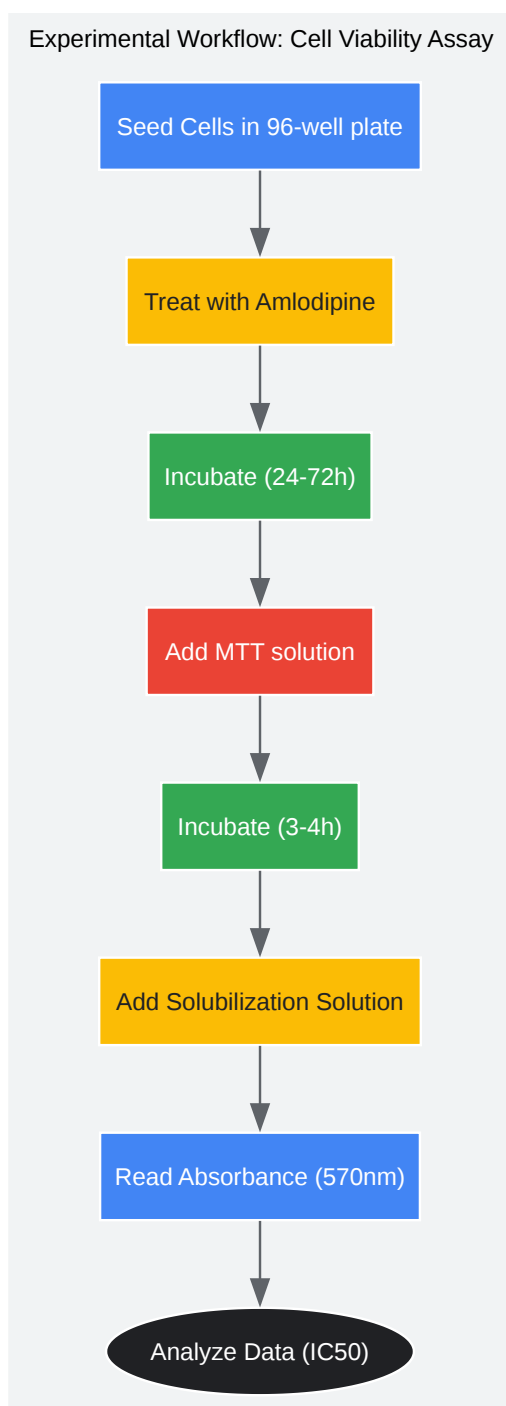 Experimental Workflow: Cell Viability Assay
Seed Cells in 96-well plate
Treat with Amlodipine
Incubate (24-72h)
Add MTT solution
Incubate (3-4h)
Add Solubilization Solution
Read Absorbance (570nm)
Analyze Data (IC50)